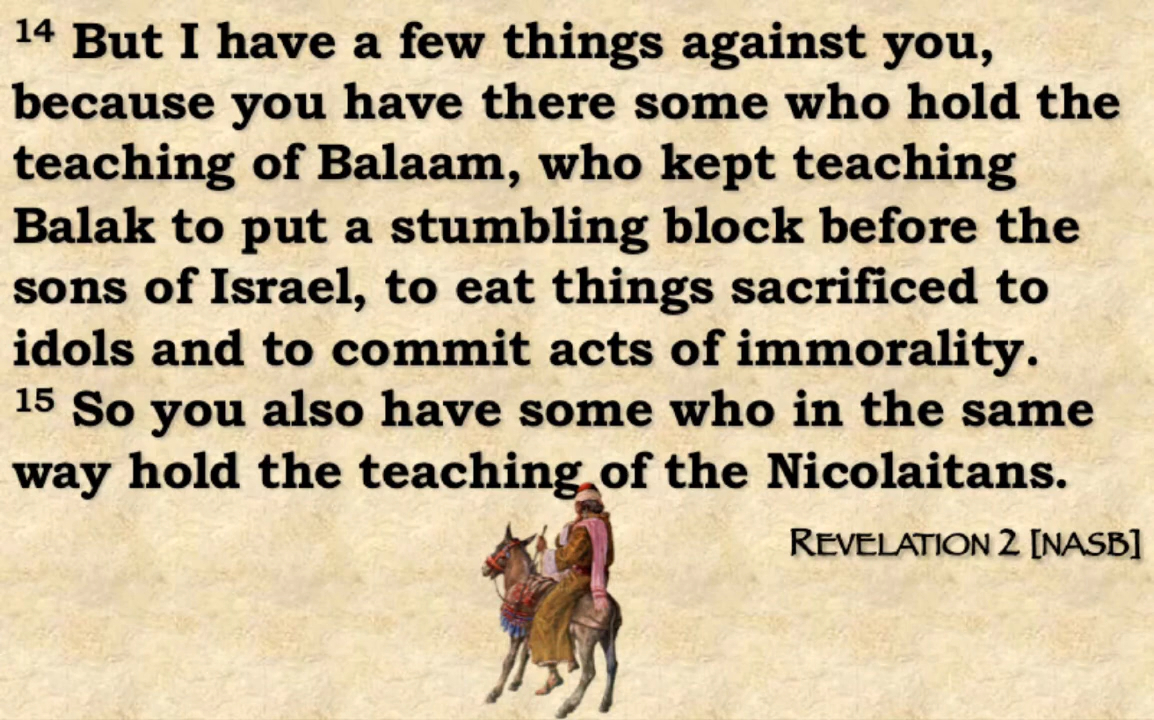 14 But I have a few things against you,
because you have there some who hold the
teaching of Balaam, who kept teaching
Balak to put a stumbling block before the
sons of Israel, to eat things sacrificed to
idols and to commit acts of immorality.
15 So you also have some who in the same
way hold the teaching of the Nicolaitans.
REVELATION 2 [NASB]